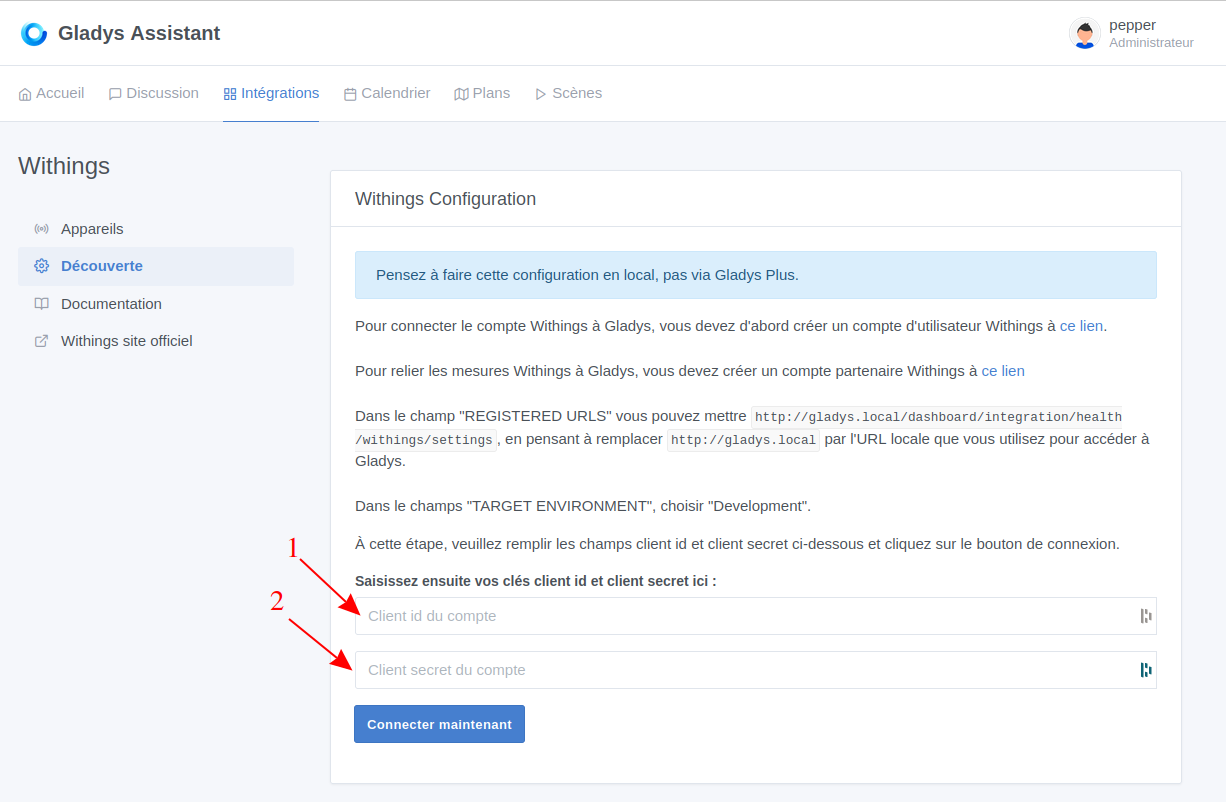 Gladys Assistant
pepper
Administrateur
Accueil
Discussion
Intégrations
Calendrier
Plans
Scènes
Withings
Appareils
Découverte
Documentation
Withings site officiel
Withings Configuration
Pensez à faire cette configuration en local, pas via Gladys Plus.
Pour connecter le compte Withings à Gladys, vous devez d'abord créer un compte d'utilisateur Withings à ce lien.
Pour relier les mesures Withings à Gladys, vous devez créer un compte partenaire Withings à ce lien
Dans le champ "REGISTERED URLS" vous pouvez mettre http://gladys.local/dashboard/integration/health
/withings/settings, en pensant à remplacer http://gladys.local par l'URL locale que vous utilisez pour accéder à
Gladys.
Dans le champs "TARGET ENVIRONMENT", choisir "Development".
À cette étape, veuillez remplir les champs client id et client secret ci-dessous et cliquez sur le bouton de connexion.
Saisissez ensuite vos clés client id et client secret ici :
1
Client id du compte
2
Client secret du compte
Connecter maintenant